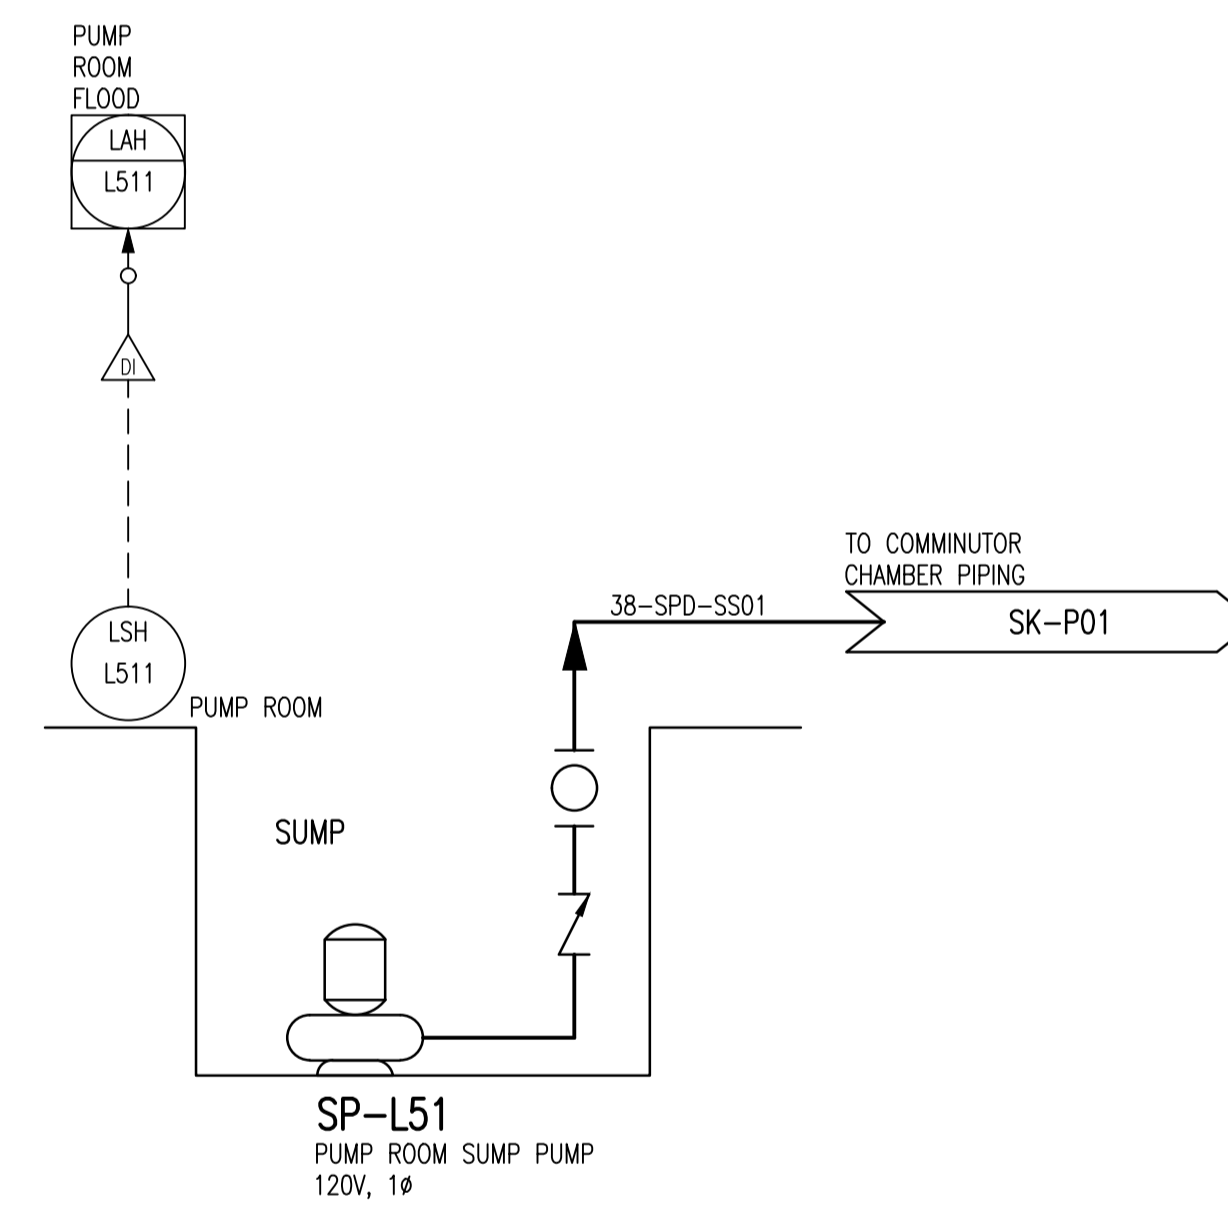 PUMP
ROOM
FLOOD
LAH
L511
DI
TO COMMINUTOR
CHAMBER PIPING
38-SPD-SS01
SK-P01
LSH
L511
PUMP ROOM
SUMP
SP-L51
PUMP ROOM SUMP PUMP
120V, 1ø